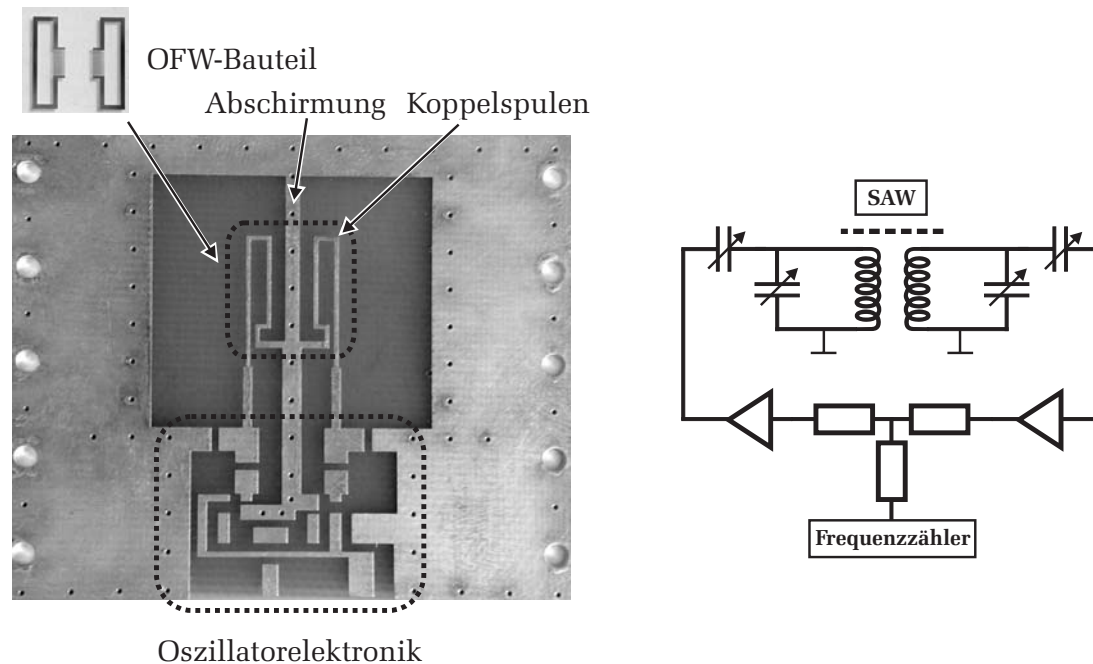 OFW-Bauteil
Abschirmung
Koppelspulen
Oszillatorelektronik
SAW
Frequenzzähler